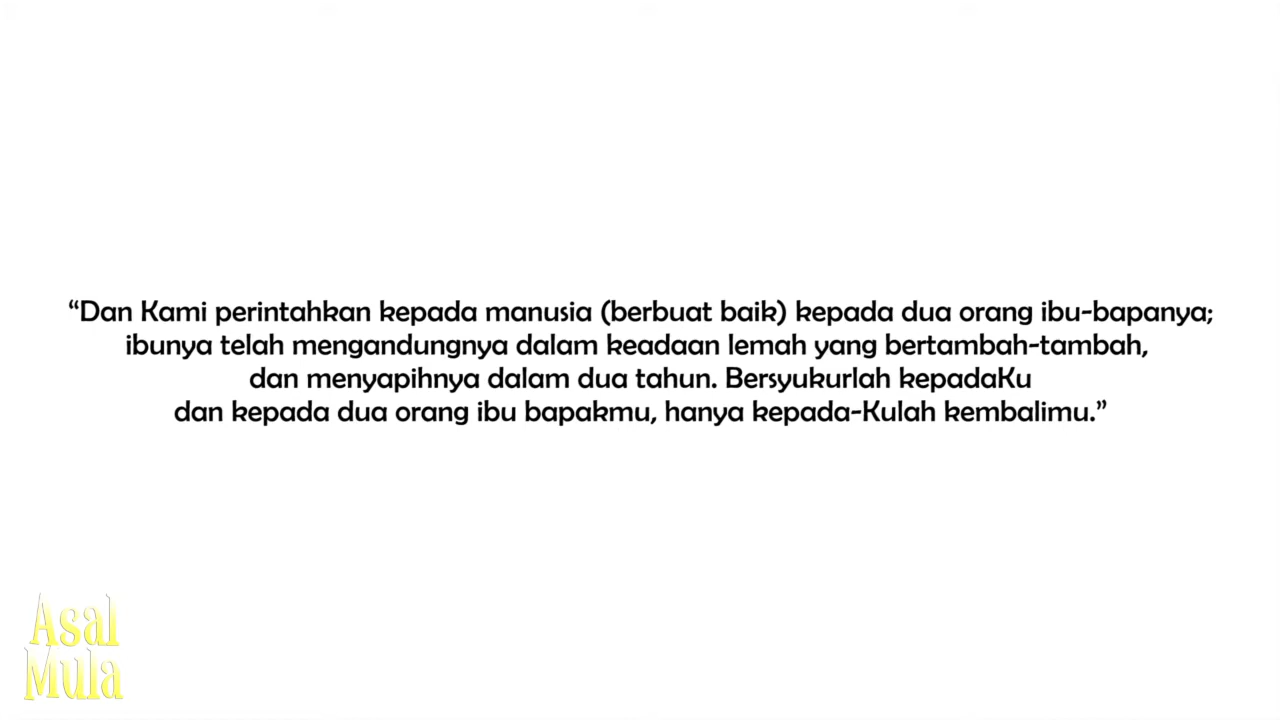 “Dan Kami perintahkan kepada manusia (berbuat baik) kepada dua orang ibu-bapanya;
ibunya telah mengandungnya dalam keadaan lemah yang bertambah-tambah,
dan menyapihnya dalam dua tahun. Bersyukurlah kepadaKu
dan kepada dua orang ibu bapakmu, hanya kepada-Kulah kembalimu.”
Asal
Mula